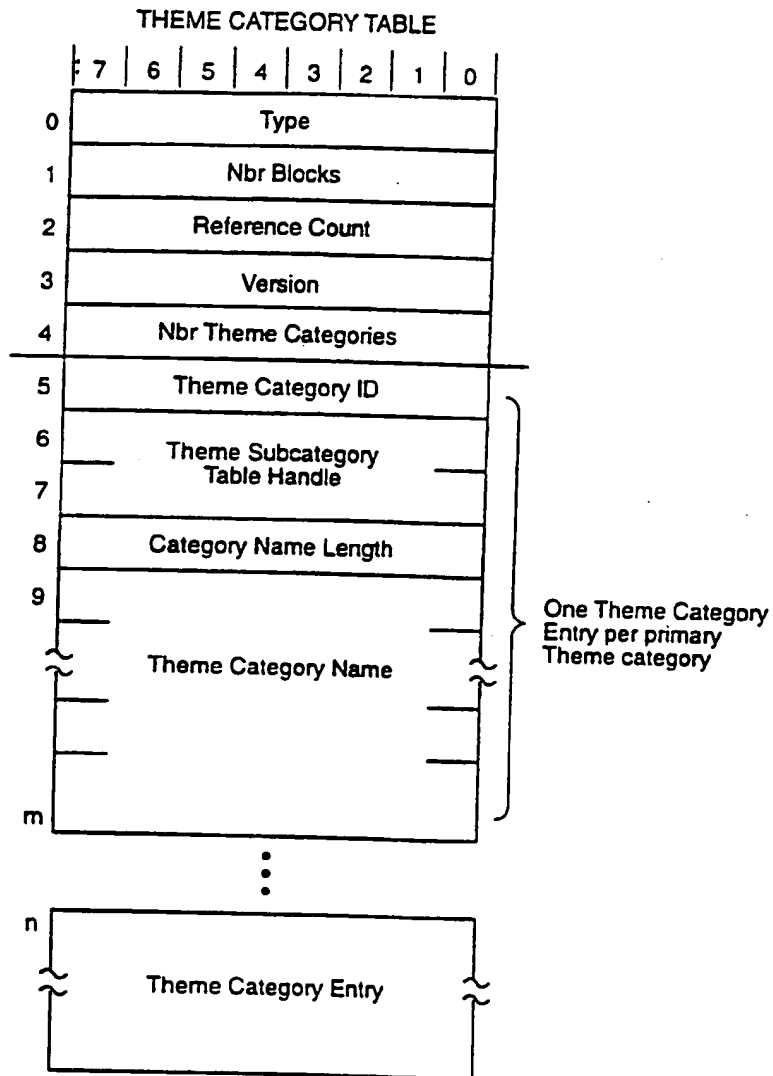 THEME CATEGORY TABLE
7 6 5 4 3 2 1 0
0 Type
1 Nbr Blocks
2 Reference Count
3 Version
4 Nbr Theme Categories
5 Theme Category ID
6
Theme Subcategory
Table Handle
7
8 Category Name Length
9
One Theme Category
Entry per primary
Theme category
Theme Category Name
m
n
Theme Category Entry